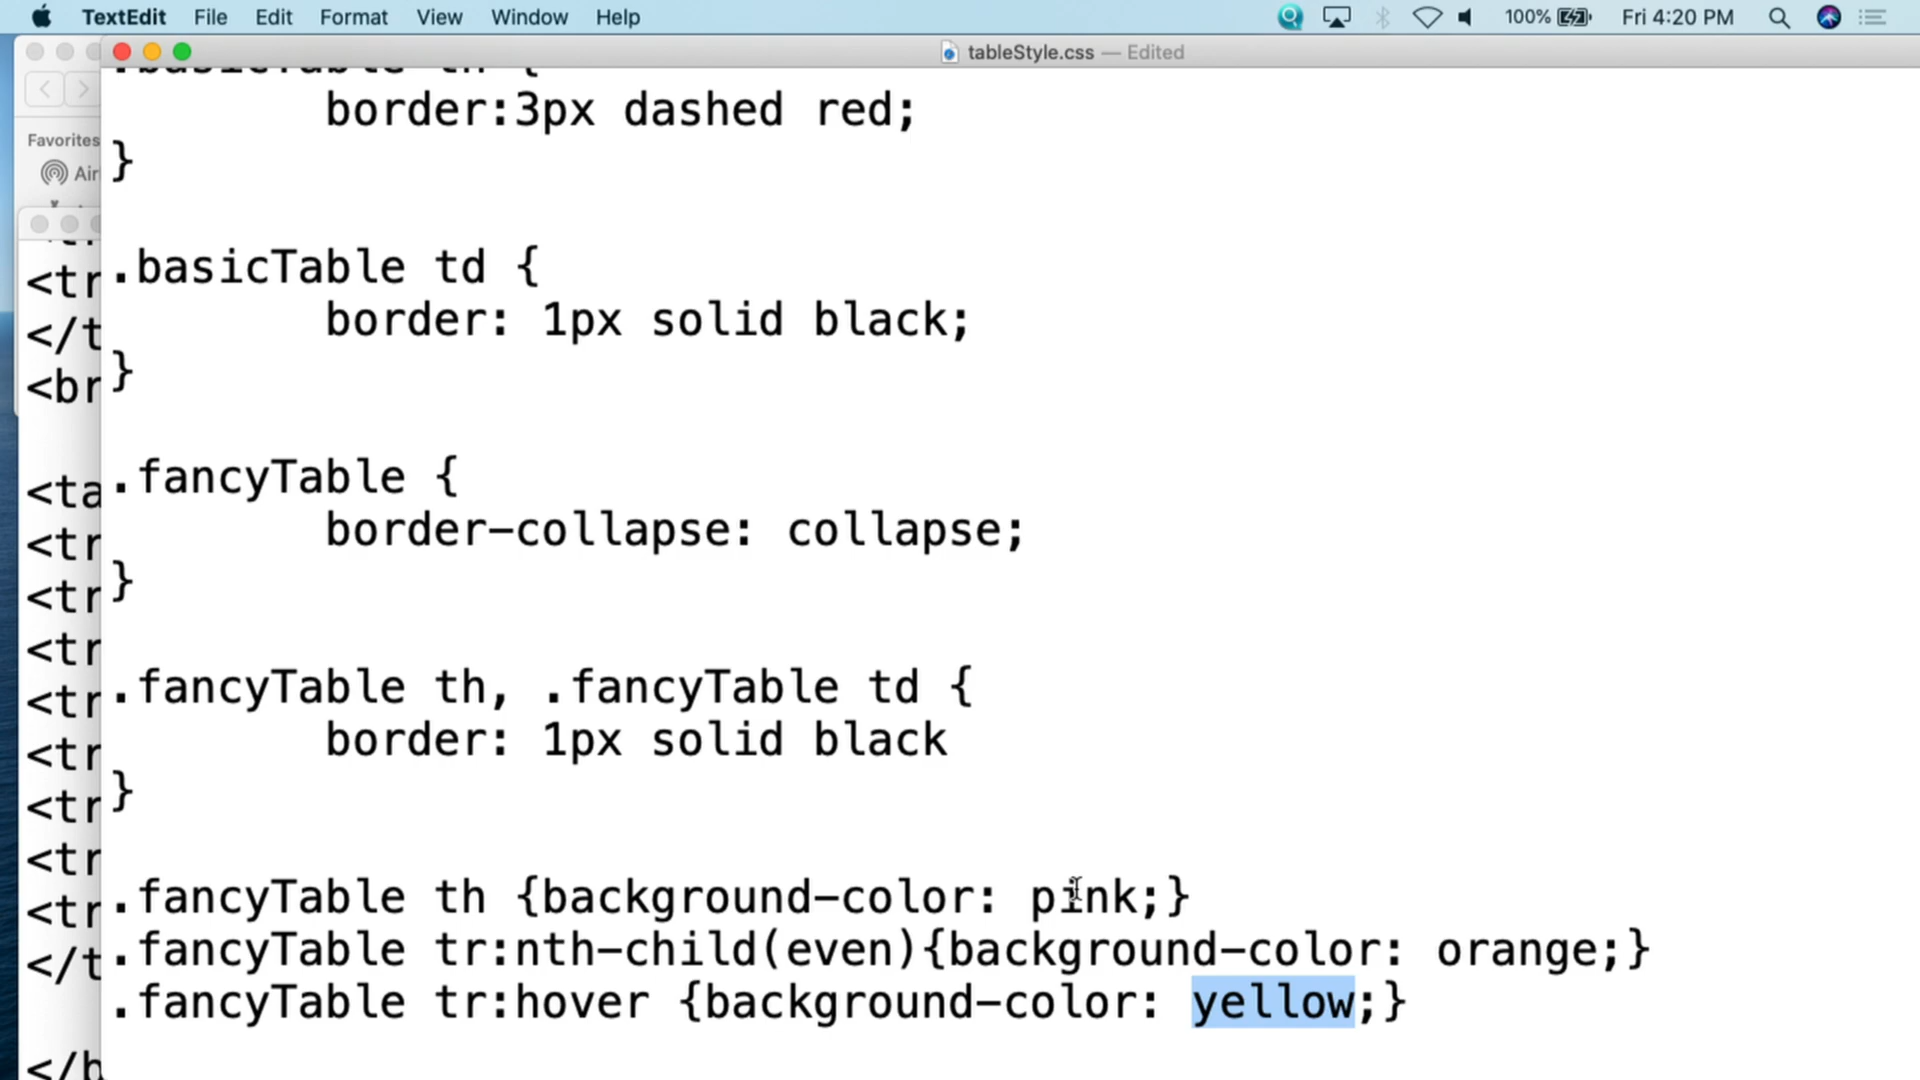 TextEdit File Edit Format View Window Help 100% Fri 4:20 PM
tableStyle.css — Edited
.basicTable th {
border:3px dashed red;
}
Favorites
Air
.basicTable td {
border: 1px solid black;
}
<tr
</t
<br
.fancyTable {
border-collapse: collapse;
}
<ta
<tr
<tr
<tr
.fancyTable th, .fancyTable td {
border: 1px solid black
}
<tr
<tr
<tr
<tr
.fancyTable th {background-color: pink;}
<tr
.fancyTable tr:nth-child(even){background-color: orange;}
</t
.fancyTable tr:hover {background-color: yellow;}
</b